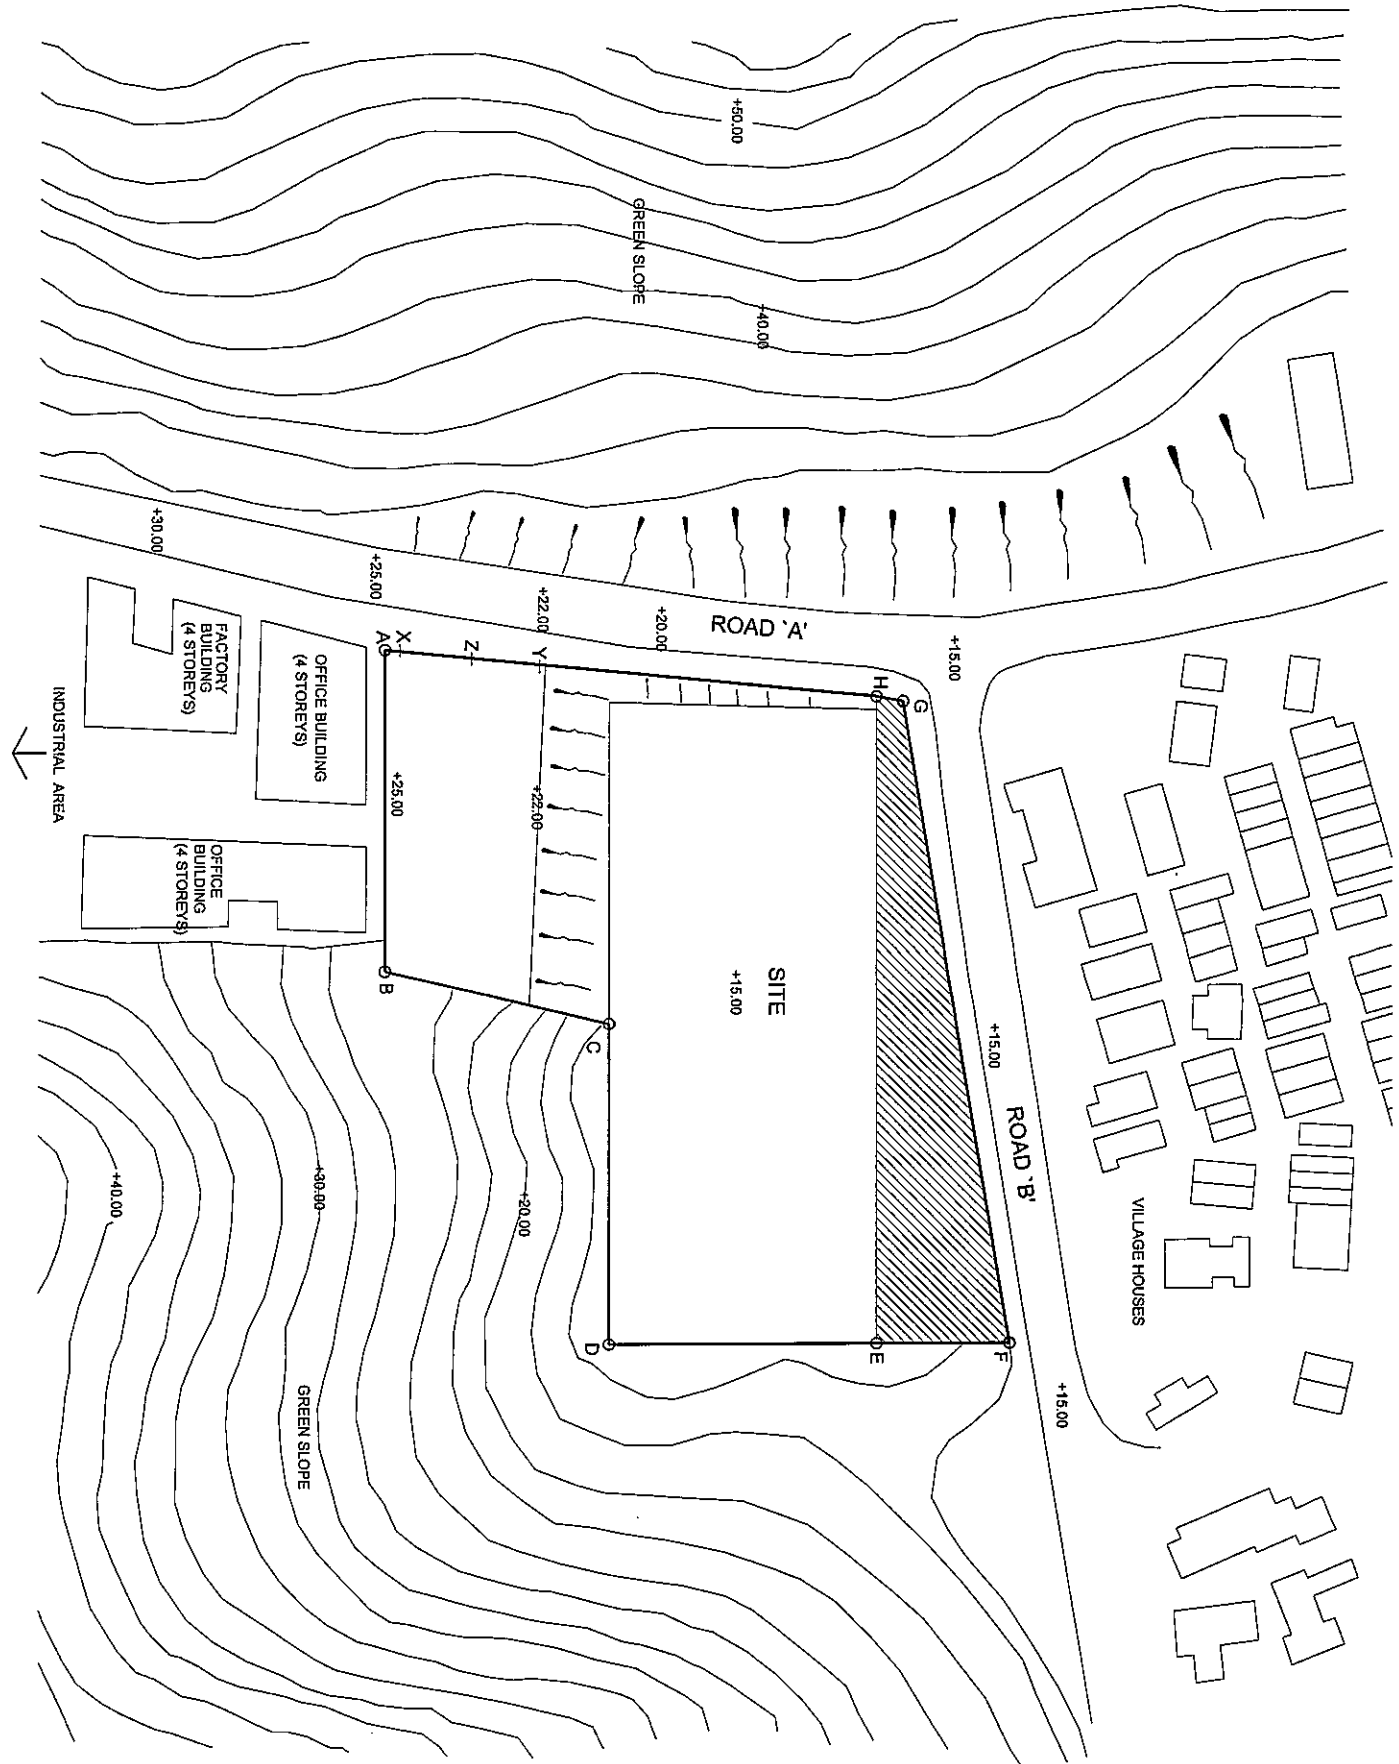 +50.00
GREEN SLOPE
+40.00
+30.00
+25.00
+22.00
+20.00
ROAD 'A'
+15.00
FACTORY
BUILDING
(4 STOREYS)
OFFICE BUILDING
(4 STOREYS)
A
X
Z
Y
H
G
INDUSTRIAL AREA
+25.00
+22.00
OFFICE
BUILDING
(4 STOREYS)
SITE
+15.00
B
C
+15.00
ROAD 'B'
+40.00
+30.00
+20.00
VILLAGE HOUSES
D
E
F
+15.00
GREEN SLOPE